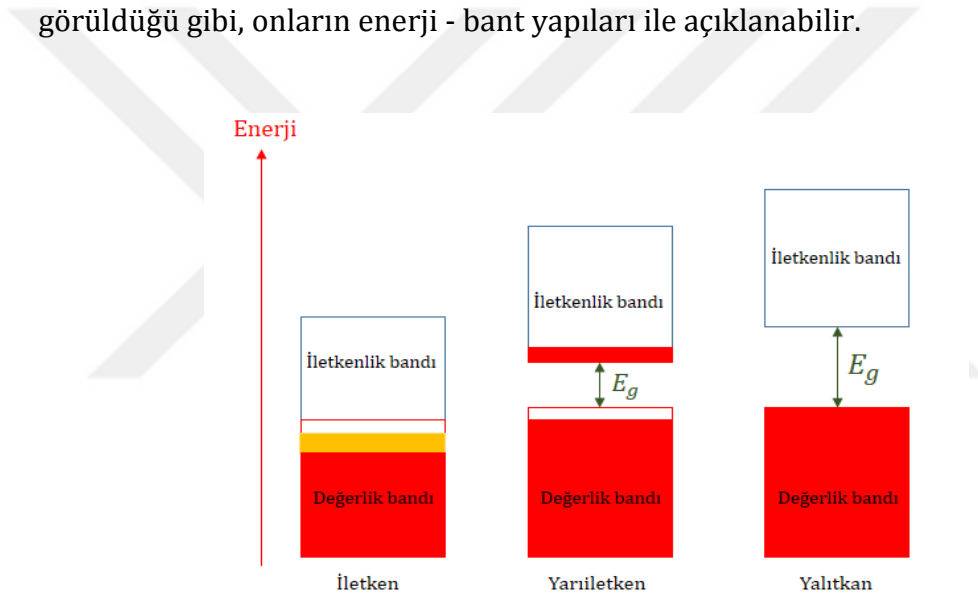 görüldüğü gibi, onların enerji - bant yapıları ile açıklanabilir.
Enerji
İletkenlik bandı
Değerlik bandı
İletken
İletkenlik bandı
E_g
Değerlik bandı
Yarıiletken
İletkenlik bandı
E_g
Değerlik bandı
Yalıtkan